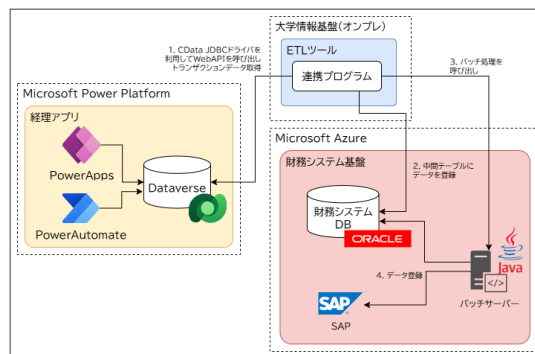 大学情報基盤(オンプレ)
ETLツール
連携プログラム
1. CData JDBCドライバを
利用してWebAPIを呼び出し
トランザクションデータ取得
3. バッチ処理を
呼び出し
Microsoft Power Platform
経理アプリ
PowerApps
Dataverse
PowerAutomate
Microsoft Azure
財務システム基盤
2. 中間テーブルに
データを登録
財務システム
DB
ORACLE
Java
バッチサーバー
4. データ登録
SAP
SAP